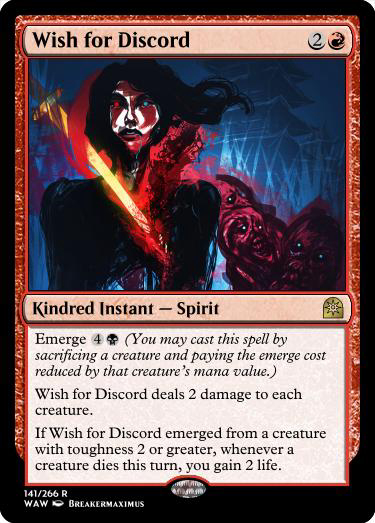 Wish for Discord 2
Kindred Instant — Spirit
Emerge 4 (You may cast this spell by
sacrificing a creature and paying the emerge cost
reduced by that creature's mana value.)
Wish for Discord deals 2 damage to each
creature.
If Wish for Discord emerged from a creature
with toughness 2 or greater, whenever a
creature dies this turn, you gain 2 life.
141/266 R
WAW BREAKERMAXIMUS